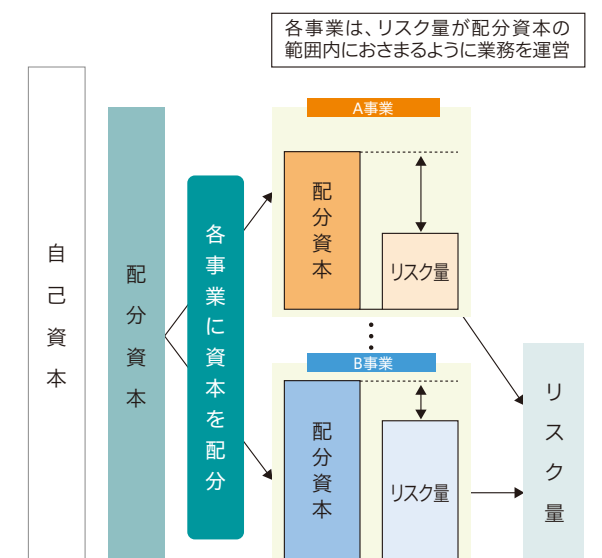 各事業は、リスク量が配分資本の
範囲内におさまるように業務を運営
自己資本
配分資本
各事業に資本を配分
A事業
配分資本
リスク量
B事業
配分資本
リスク量
リスク量